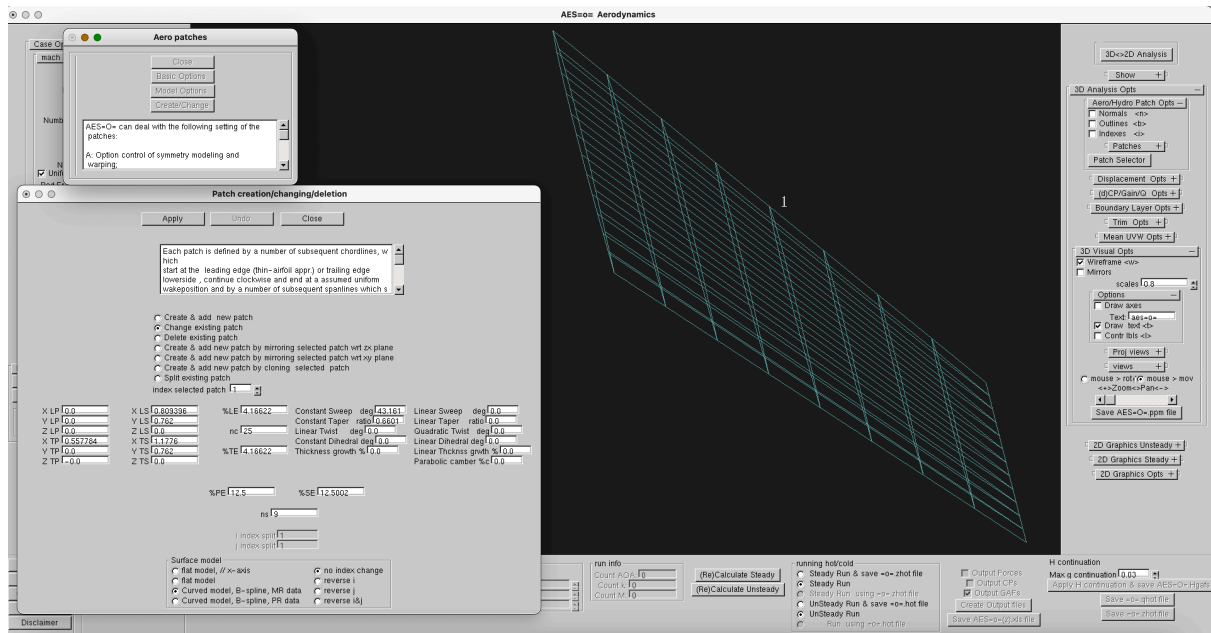 AES=o= Aerodynamics
Case Op
mach
Numb
N
Unifo
Aero patches
Close
Basic Options
Model Options
Create/Change
AES=O= can deal with the following setting of the
patches:
A: Option control of symmetry modeling and
warping;
Patch creation/changing/deletion
Apply
Undo
Close
Each patch is defined by a number of subsequent chordlines, w
hich
start at the leading edge (thin-airfoil appr.) or trailing edge
lowerside , continue clockwise and end at a assumed uniform
wakeposition and by a number of subsequent spanlines which s
Create & add new patch
Change existing patch
Delete existing patch
Create & add new patch by mirroring selected patch wrt zx plane
Create & add new patch by mirroring selected patch wrt xy plane
Create & add new patch by cloning selected patch
Split existing patch
index selected patch 1
X LP 0.0
Y LP 0.0
Z LP 0.0
X TP 0.557784
Y TP 0.0
Z TP -0.0
X LS 0.809396
Y LS 0.762
Z LS 0.0
X TS 1.1776
Y TS 0.762
Z TS 0.0
%LE 4.16622
nc 25
%TE 4.16622
Constant Sweep deg 43.161
Constant Taper ratio 0.6601
Linear Twist deg 0.0
Constant Dihedral deg 0.0
Thickness growth % 0.0
Linear Sweep deg 0.0
Linear Taper ratio 0.0
Quadratic Twist deg 0.0
Linear Dihedral deg 0.0
Linear Thcknss grwth % 0.0
Parabolic camber %c 0.0
%PE 12.5
%SE 12.5002
ns 9
i index split 1
j index split 1
Surface model
flat model, // x-axis
flat model
Curved model, B-spline, MR data
Curved model, B-spline, PR data
no index change
reverse i
reverse j
reverse i&j
Disclaimer
1
3D<>2D Analysis
Show +
3D Analysis Opts −
Aero/Hydro Patch Opts −
Normals <n>
Outlines <b>
Indexes <i>
Patches +
Patch Selector
Displacement Opts +
(d)CP/Gain/Q Opts +
Boundary Layer Opts +
Trim Opts +
Mean UVW Opts +
3D Visual Opts −
Wireframe <w>
Mirrors
scales 0.8
Options −
Draw axes
Text: aes=o=
Draw text <t>
Contr lbls <l>
Proj views +
views +
mouse > rot/ mouse > mov
<+>Zoom<->Pan<->
Save AES=O=.ppm file
2D Graphics Unsteady +
2D Graphics Steady +
2D Graphics Opts +
run info
Count AOA: 0
Count k: 0
Count M: 0
(Re)Calculate Steady
(Re)Calculate Unsteady
running hot/cold
Steady Run & save =o=.zhot file
Steady Run
Steady Run using =o=.zhot file
UnSteady Run & save =o=.hot file
UnSteady Run
Run using =o=.hot file
Output Forces
Output CPs
Output GAFs
Create Output files
Save AES=o=(z).xls file
H continuation
Max g continuation 0.03
Apply H continuation & save AES=O=.Hgafs
Save =o=.qhot file
Save =o=.zhot file